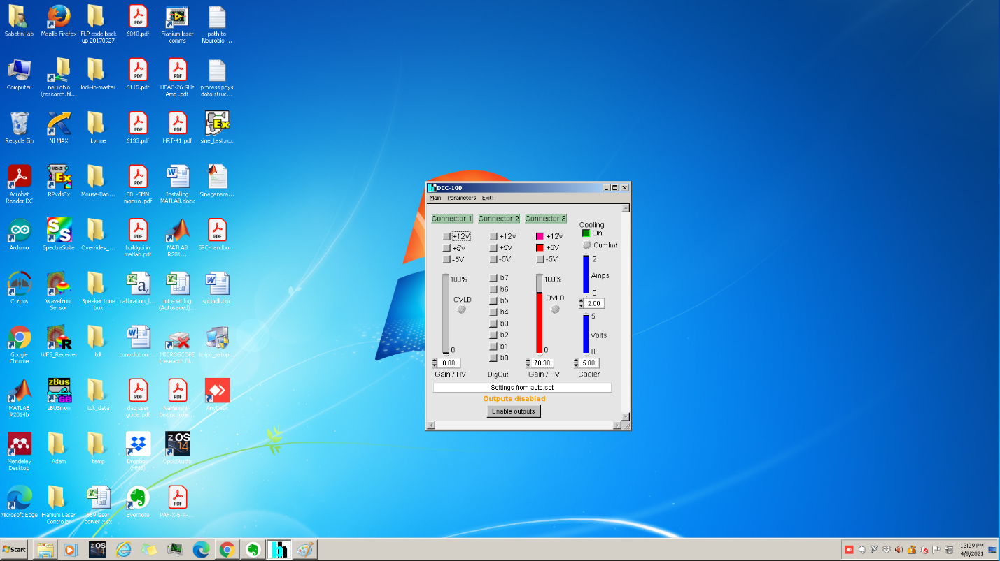 Sabatini lab
Mozilla Firefox
FLP code back
up 20170927
6040.pdf
Fianium laser
comms
path to
Neurobio ...
Computer
neurobio
(research.fil...
lock-in-master
6115.pdf
HFAC-26 GHz
Amp .pdf
process phys
data struc...
Recycle Bin
NI MAX
Lynne
6133.pdf
HRT-41.pdf
sine_test.rcx
Acrobat
Reader DC
RPvdsEx
Mouse-Ban...
BDL-SMN
manual.pdf
Installing
MATLAB.docx
Sinegenera...
Arduino
SpectraSuite
Overrides_...
buildgui in
matlab.pdf
MATLAB
R201...
SPC-handbo...
Corpus
Wavefront
Sensor
Speaker tone
box
calibration_l...
mice wt log
(Autosaved)...
spcmdll.doc
Google
Chrome
WFS_Receiver
tdt
convolution....
MICROSCOPE
(research.fil...
tcspc_setup...
MATLAB
R2014b
zBUSmon
tdt_data
daq user
guide.pdf
AnyDesk
Mendeley
Desktop
Adam
temp
Dropbox
(HMS)
OpticStudio
Microsoft Edge
Fianium Laser
Controller
589 laser
power.xlsx
Evernote
PAF-X-5-A-...
DCC-100
Main Parameters Exit!
Connector 1 Connector 2 Connector 3
Cooling
On
+12V +12V +12V
+5V +5V +5V
Curr lmt
-5V -5V -5V
2
Amps
0
2.00
100% b7 100%
b6
OVLD b5 OVLD
b4
b3
b2
b1
0 b0 0
5
Volts
0
0.00 78.38 5.00
Gain / HV DigOut Gain / HV Cooler
Settings from auto.set
Outputs disabled
Enable outputs
Start
12:29 PM
4/9/2021